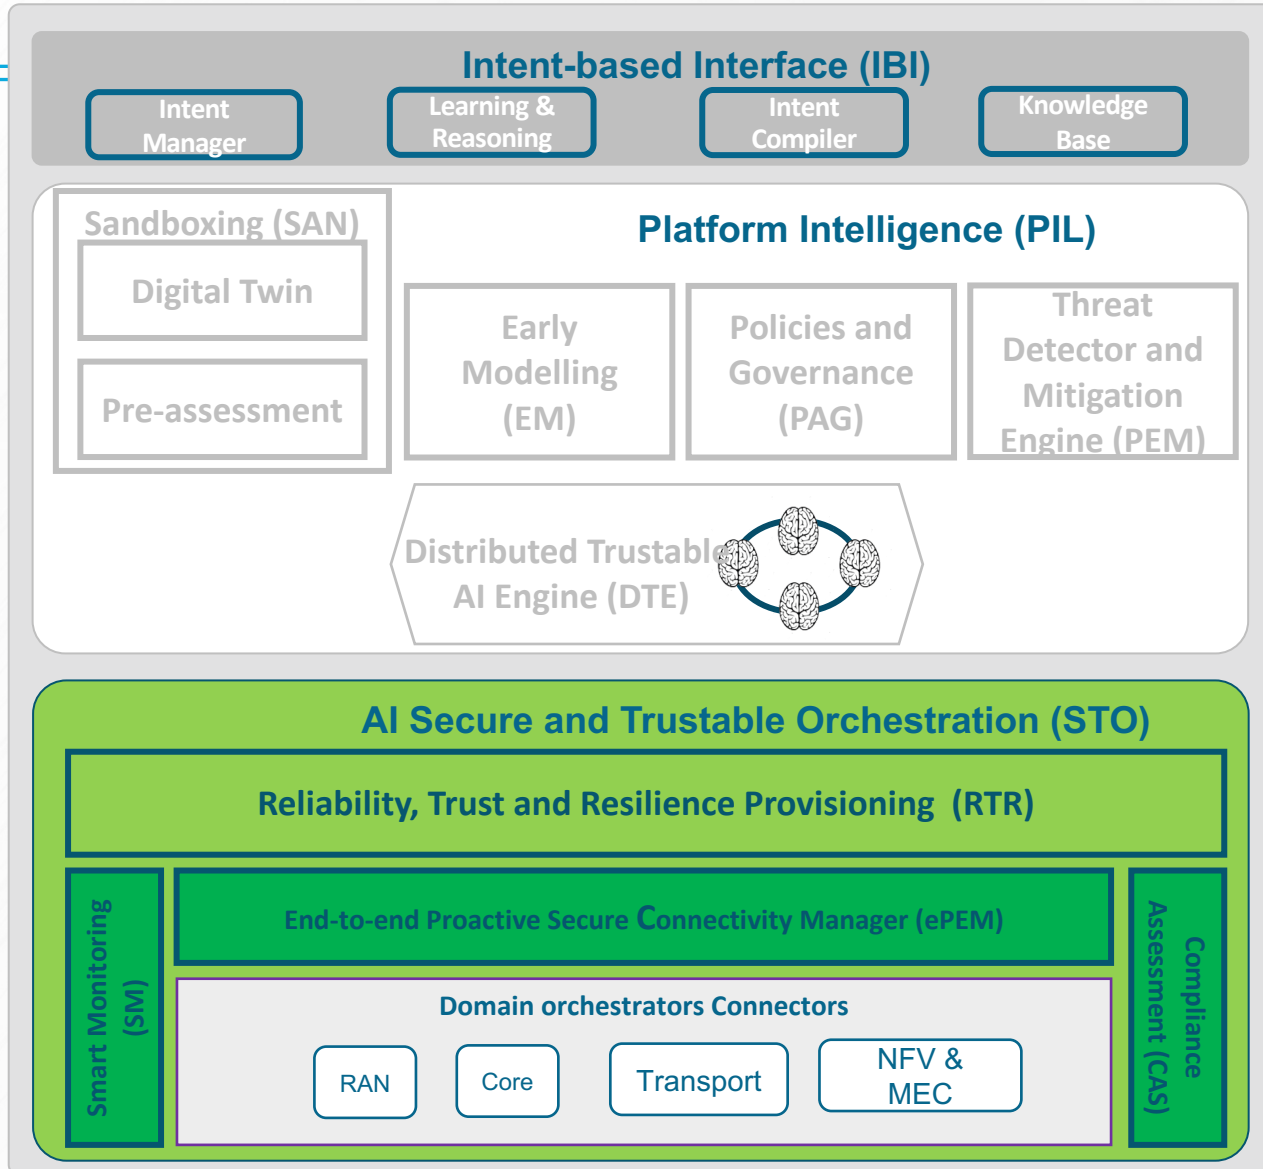 Intent-based Interface (IBI)
Intent
Manager
Learning &
Reasoning
Intent
Compiler
Knowledge
Base
Sandboxing (SAN)
Digital Twin
Pre-assessment
Platform Intelligence (PIL)
Early
Modelling
(EM)
Policies and
Governance
(PAG)
Threat
Detector and
Mitigation
Engine (PEM)
Distributed Trustable
AI Engine (DTE)
AI Secure and Trustable Orchestration (STO)
Reliability, Trust and Resilience Provisioning (RTR)
Smart Monitoring
(SM)
End-to-end Proactive Secure Connectivity Manager (ePEM)
Domain orchestrators Connectors
RAN
Core
Transport
NFV &
MEC
Compliance
Assessment (CAS)